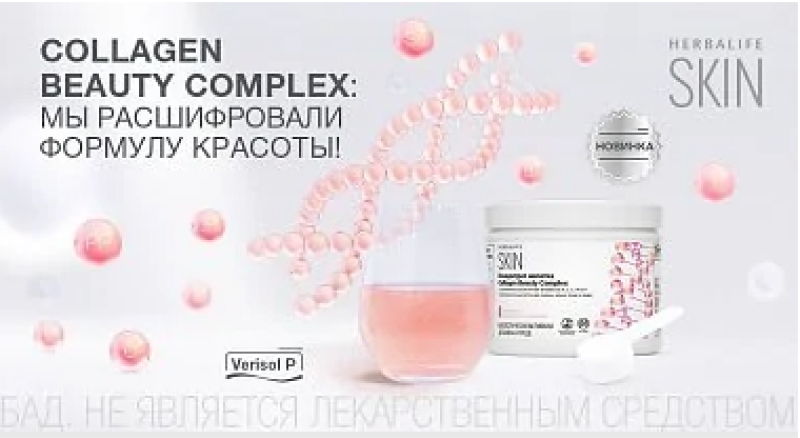 COLLAGEN
BEAUTY COMPLEX:
МЫ РАСШИФРОВАЛИ
ФОРМУЛУ КРАСОТЫ!
HERBALIFE
SKIN
НОВИНКА
HERBALIFE
SKIN
Collagen Beauty Complex
Verisol P
БАД. НЕ ЯВЛЯЕТСЯ ЛЕКАРСТВЕННЫМ СРЕДСТВОМ